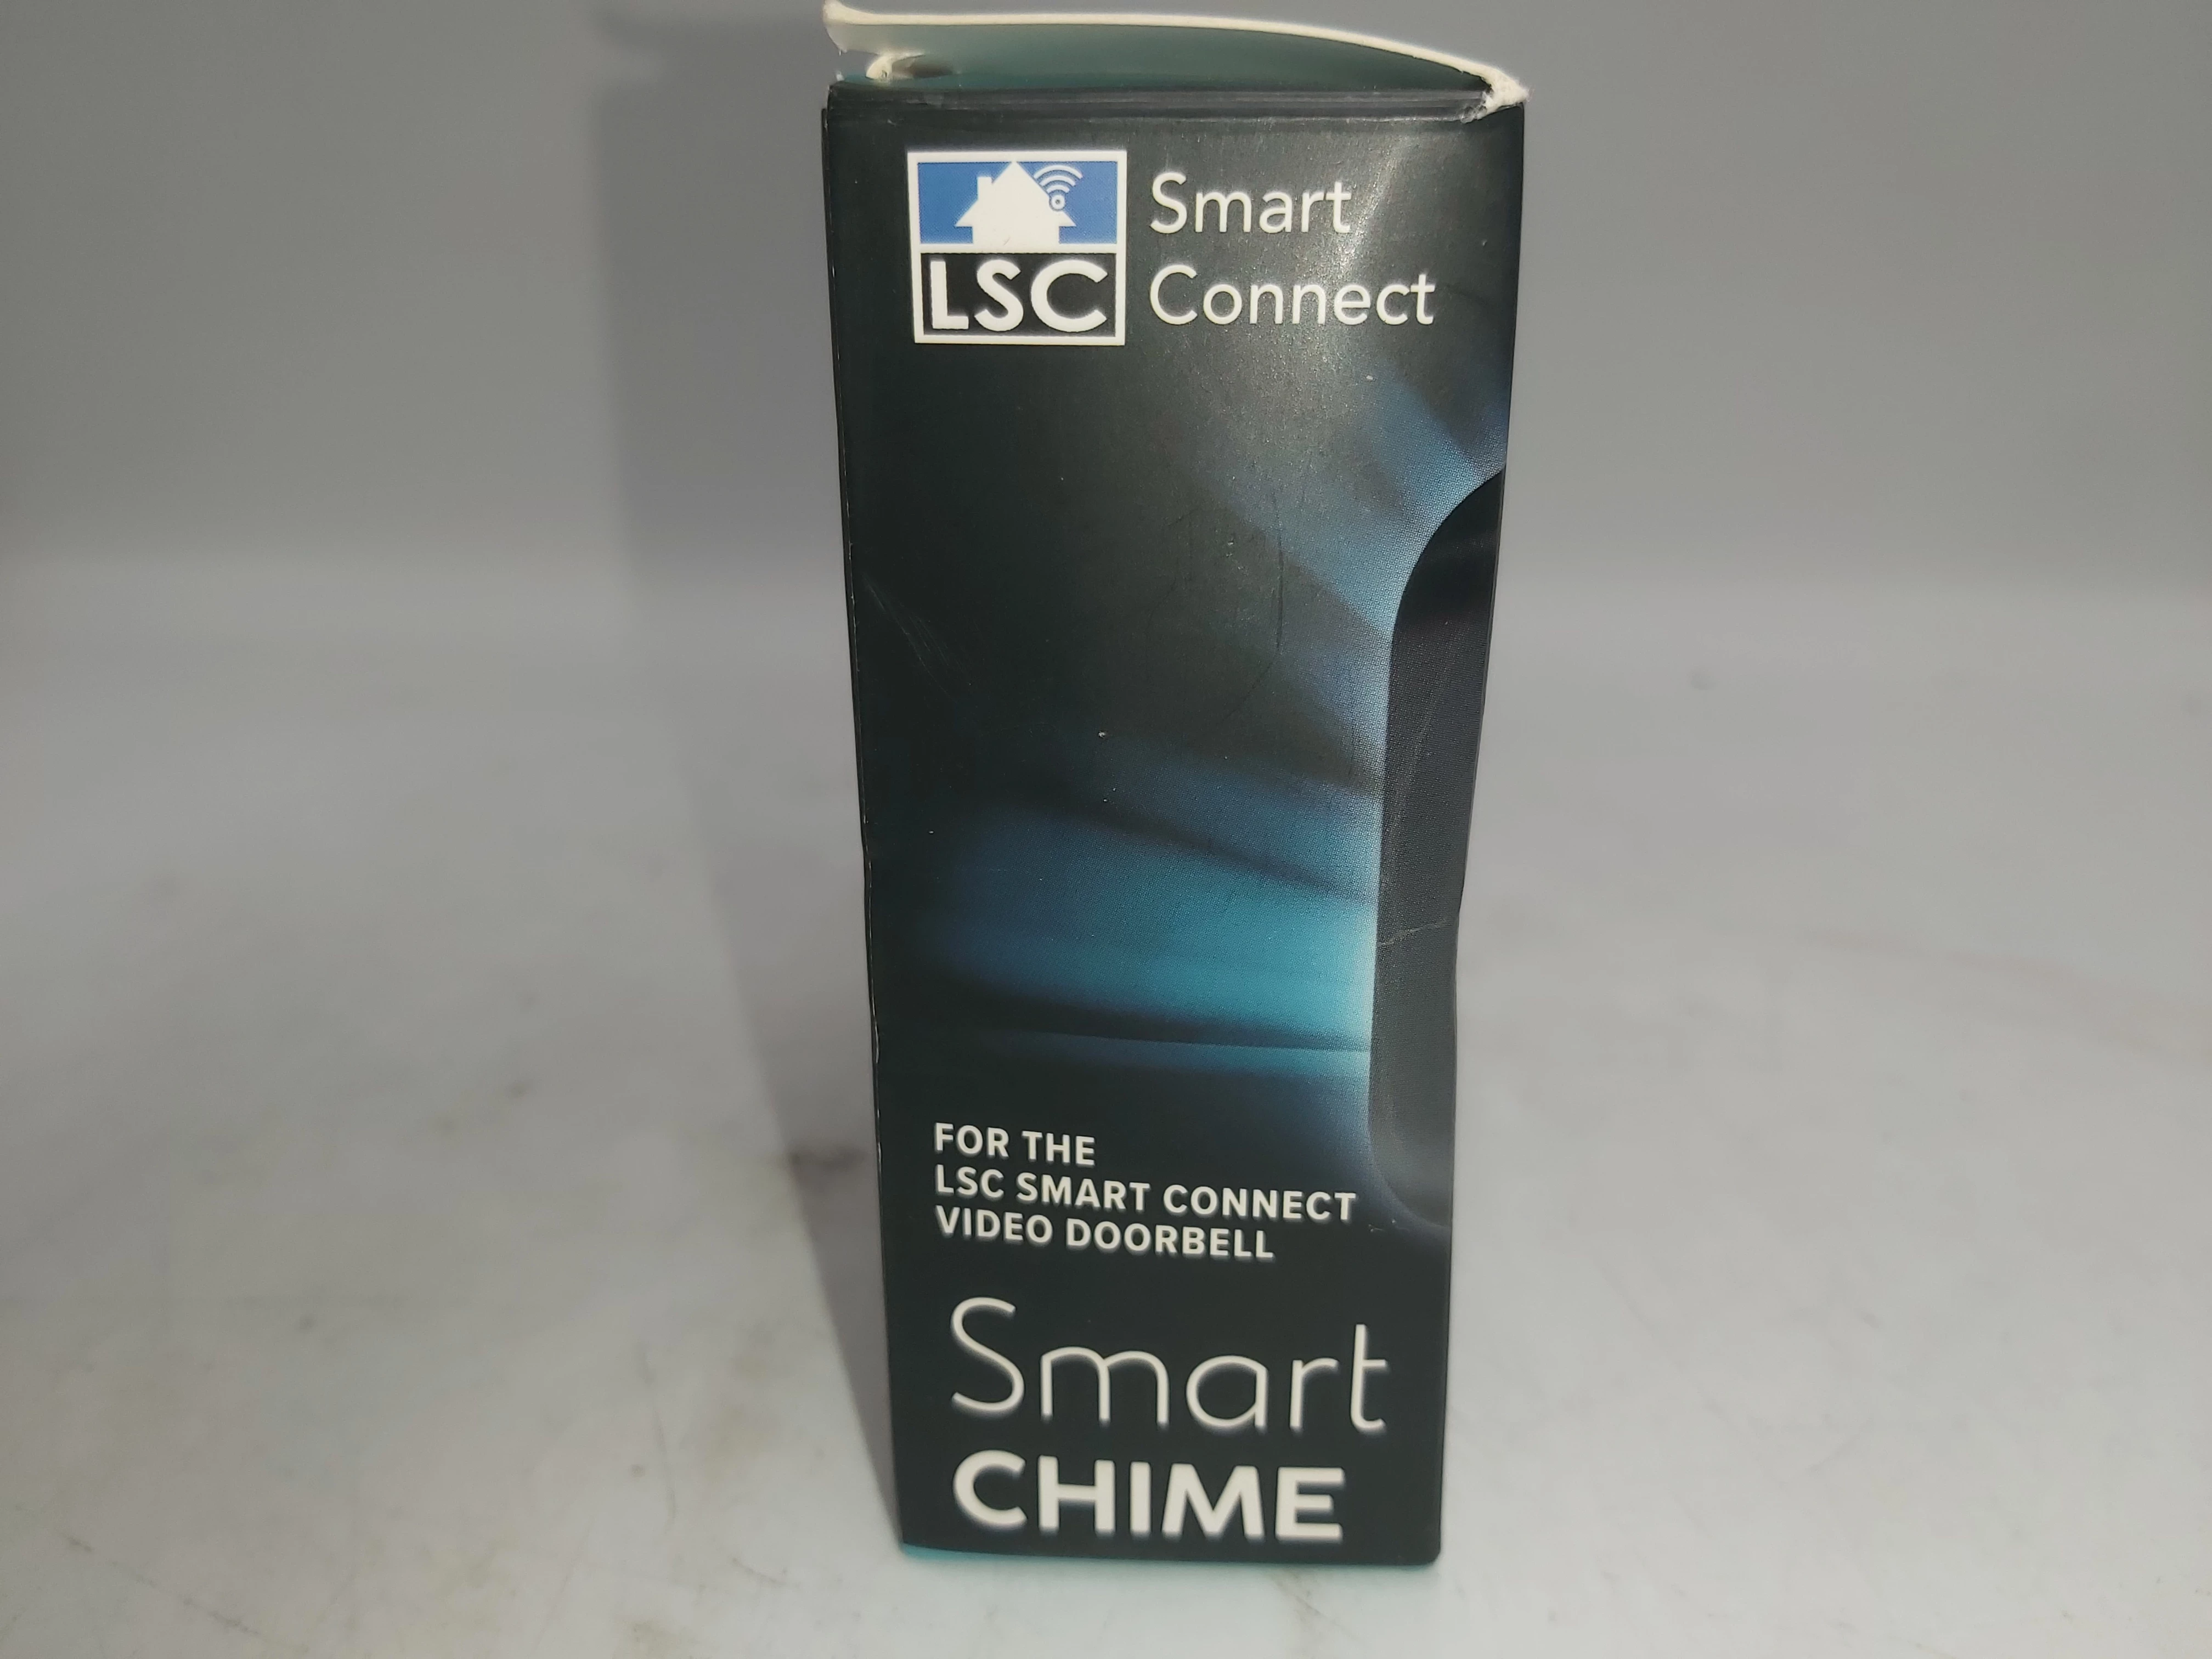 LSC
Smart
Connect
FOR THE
LSC SMART CONNECT
VIDEO DOORBELL
Smart
CHIME